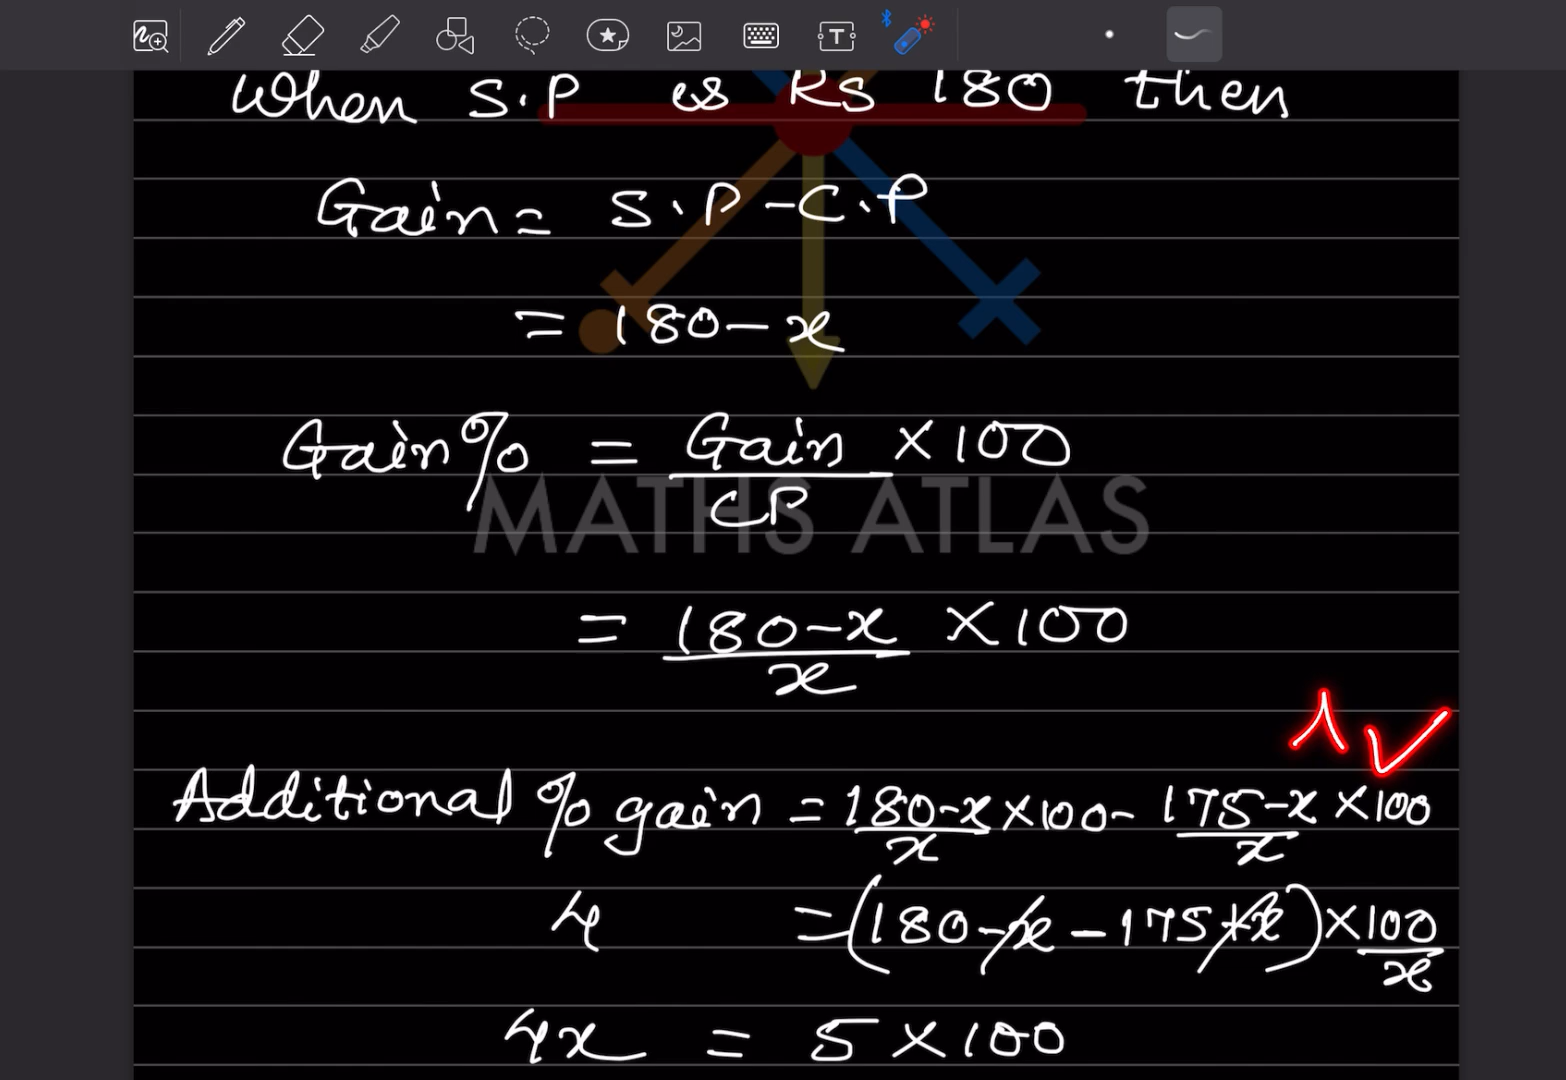 When S.P is Rs 180 then
Gain = S.P - C.P
= 180 - x
Gain% = Gain/CP × 100
MATHS ATLAS
= 180-x/x × 100
Additional % gain = 180-x/x × 100 - 175-x/x × 100
4 = (180 - x - 175 + x) × 100/x
4x = 5 × 100